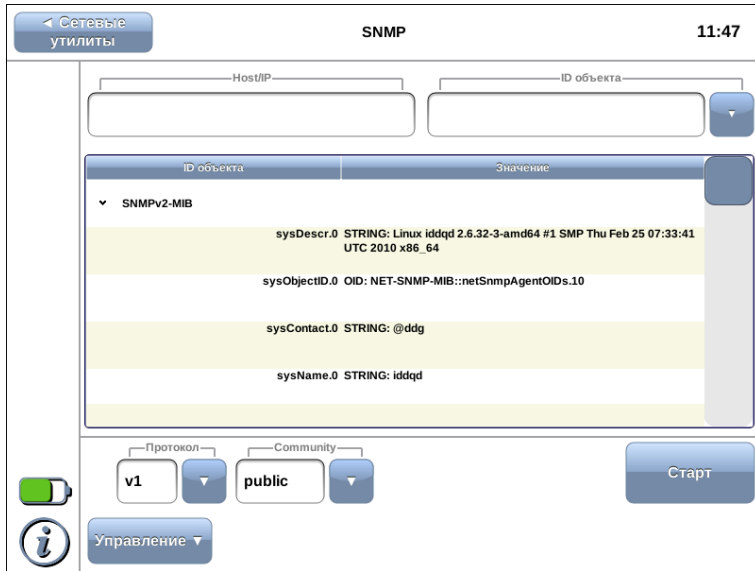 ◄ Сетевые
утилиты
SNMP
11:47
Host/IP
ID объекта
ID объекта Значение
SNMPv2-MIB
sysDescr.0 STRING: Linux iddqd 2.6.32-3-amd64 #1 SMP Thu Feb 25 07:33:41
UTC 2010 x86_64
sysObjectID.0 OID: NET-SNMP-MIB::netSnmpAgentOIDs.10
sysContact.0 STRING: @ddg
sysName.0 STRING: iddqd
Протокол
Community
v1
public
Старт
Управление ▼